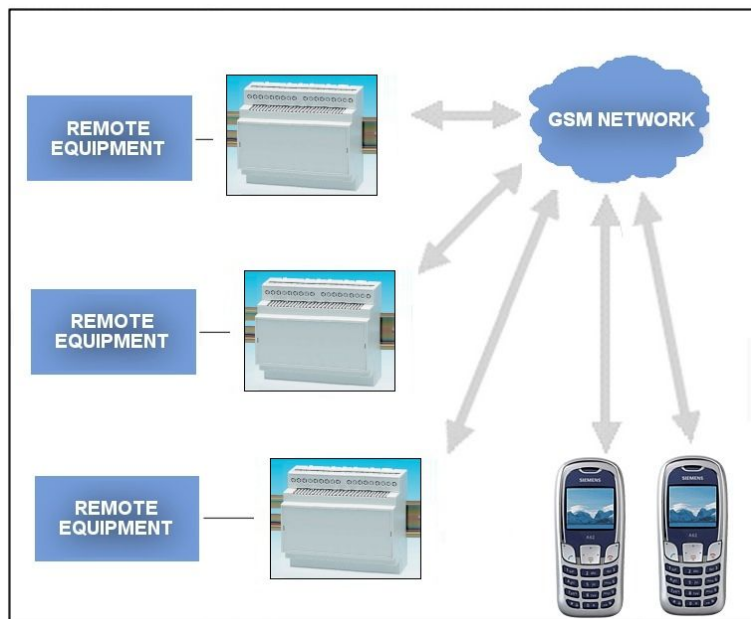 REMOTE
EQUIPMENT
GSM NETWORK
REMOTE
EQUIPMENT
REMOTE
EQUIPMENT
SIEMENS
SIEMENS